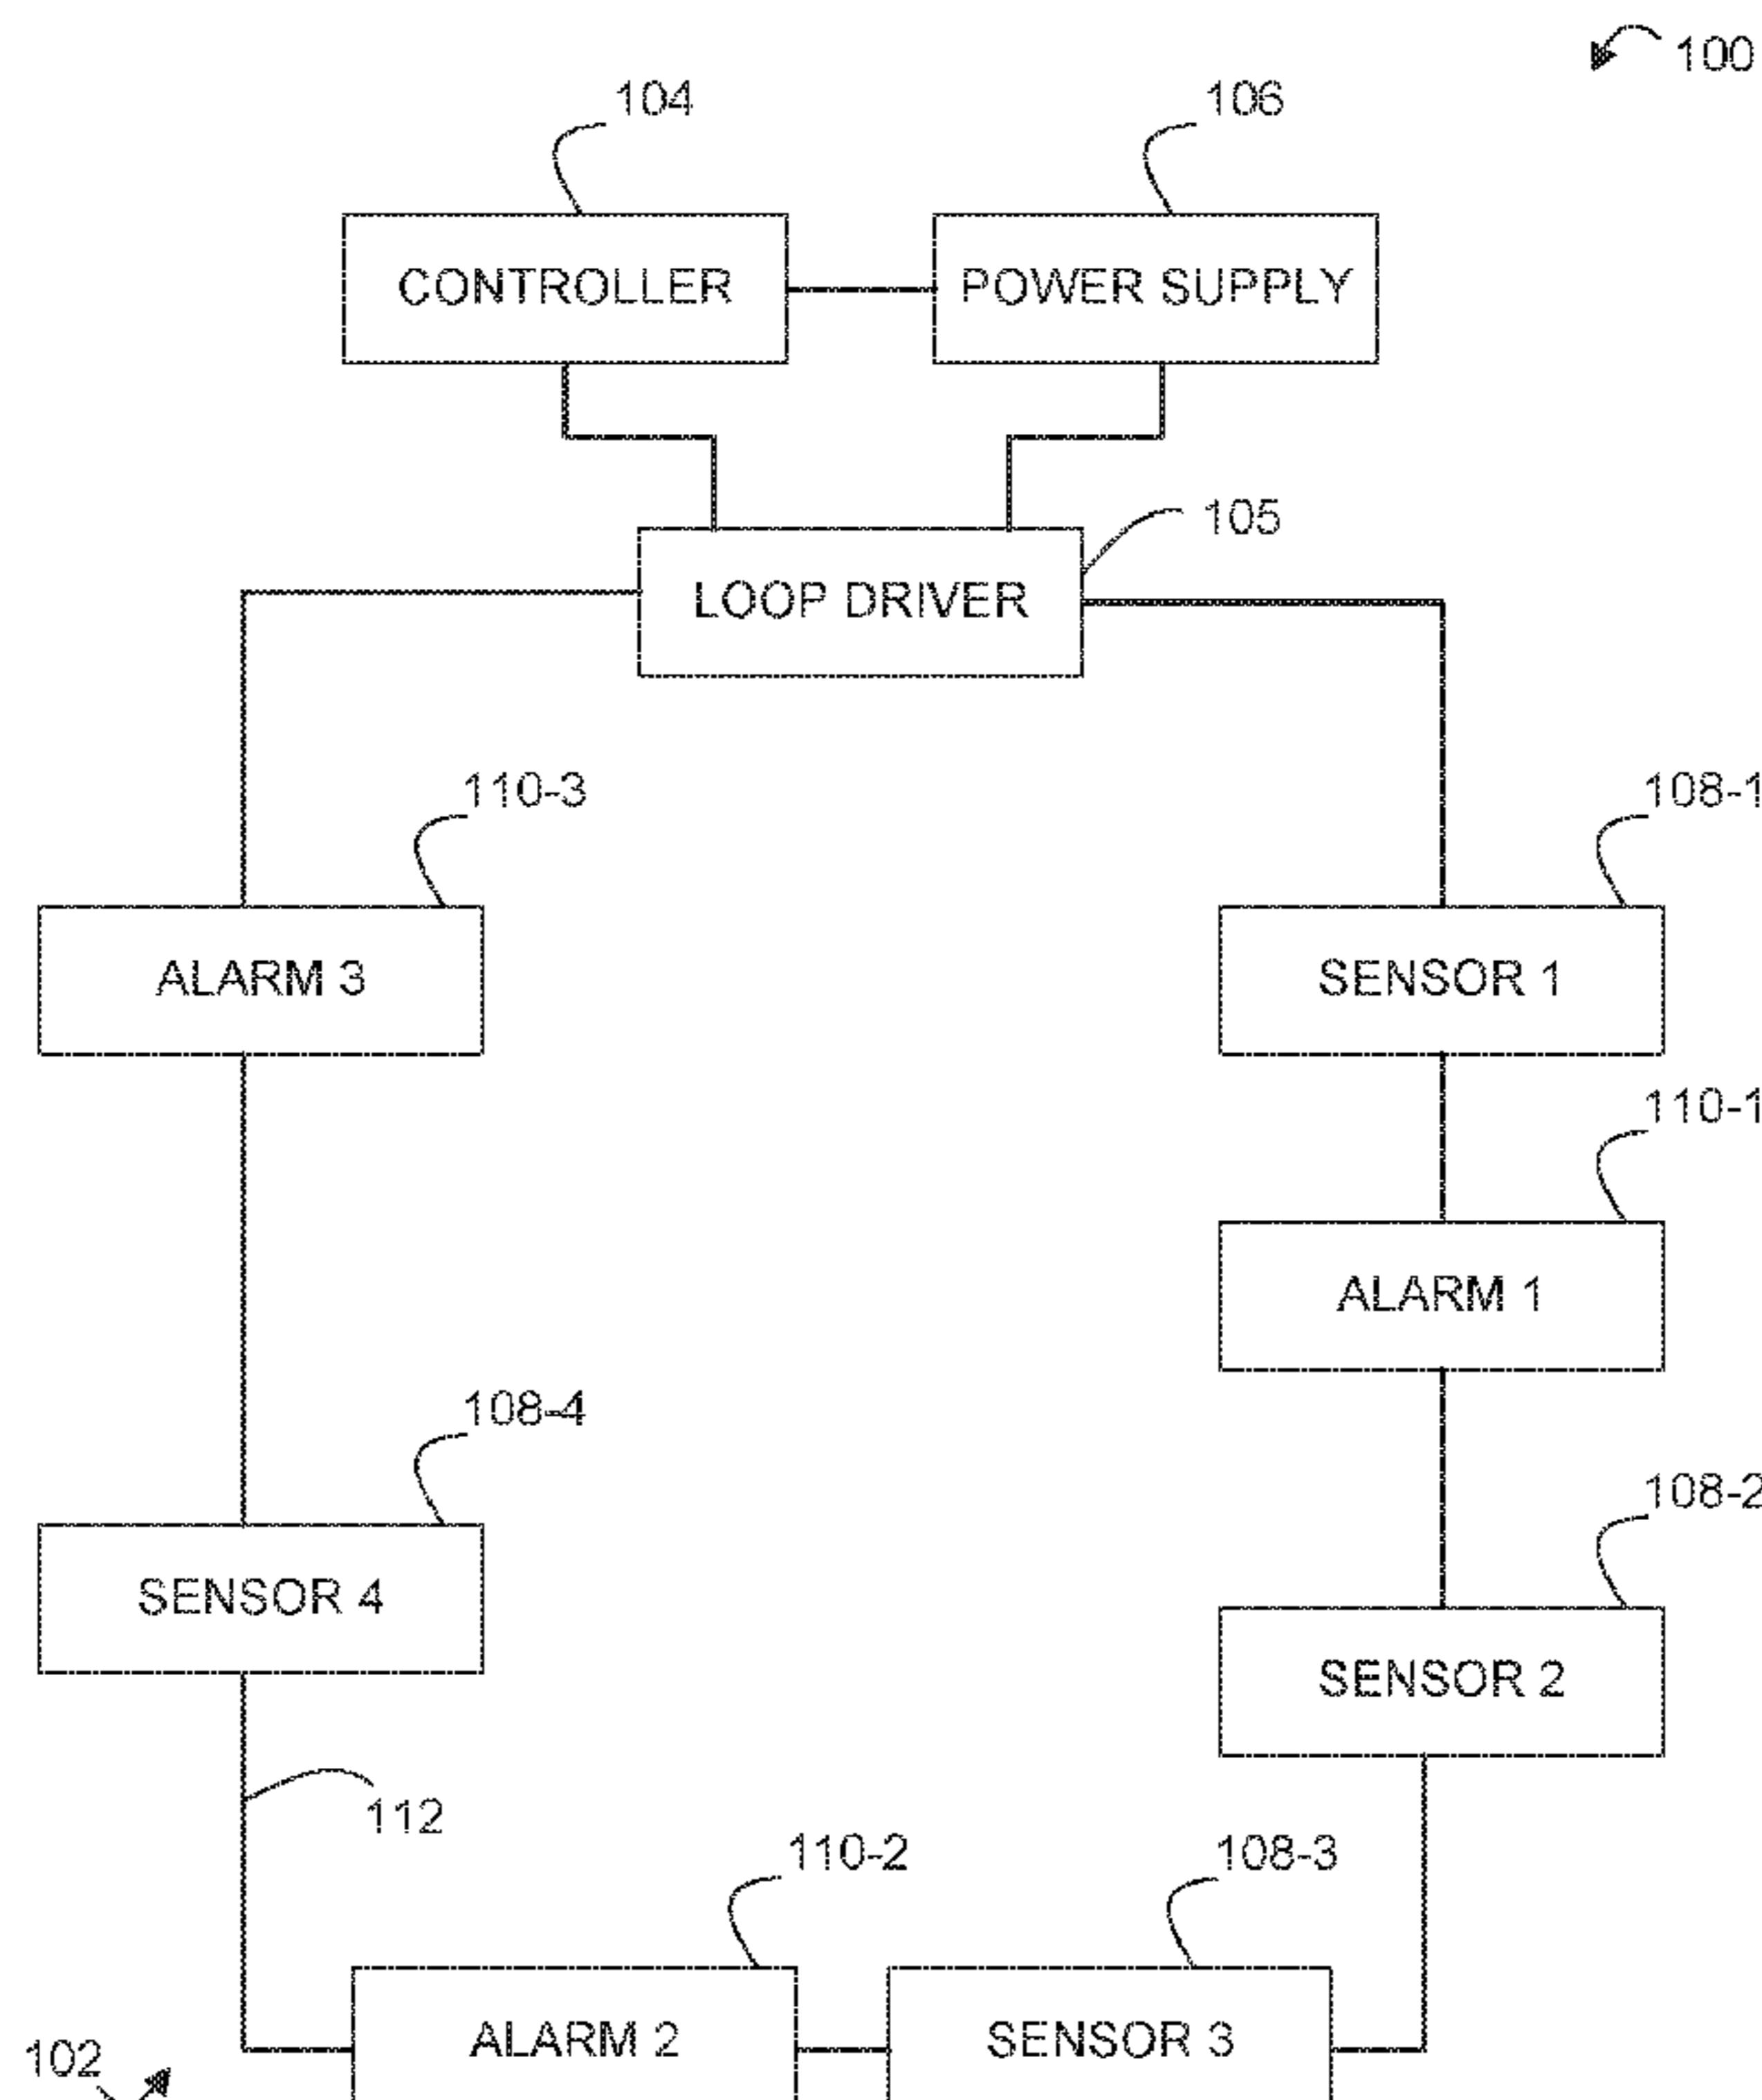 100
104
106
CONTROLLER
POWER SUPPLY
105
LOOP DRIVER
110-3
108-1
ALARM 3
SENSOR 1
110-1
ALARM 1
108-4
108-2
SENSOR 4
SENSOR 2
112
110-2
108-3
ALARM 2
SENSOR 3
102